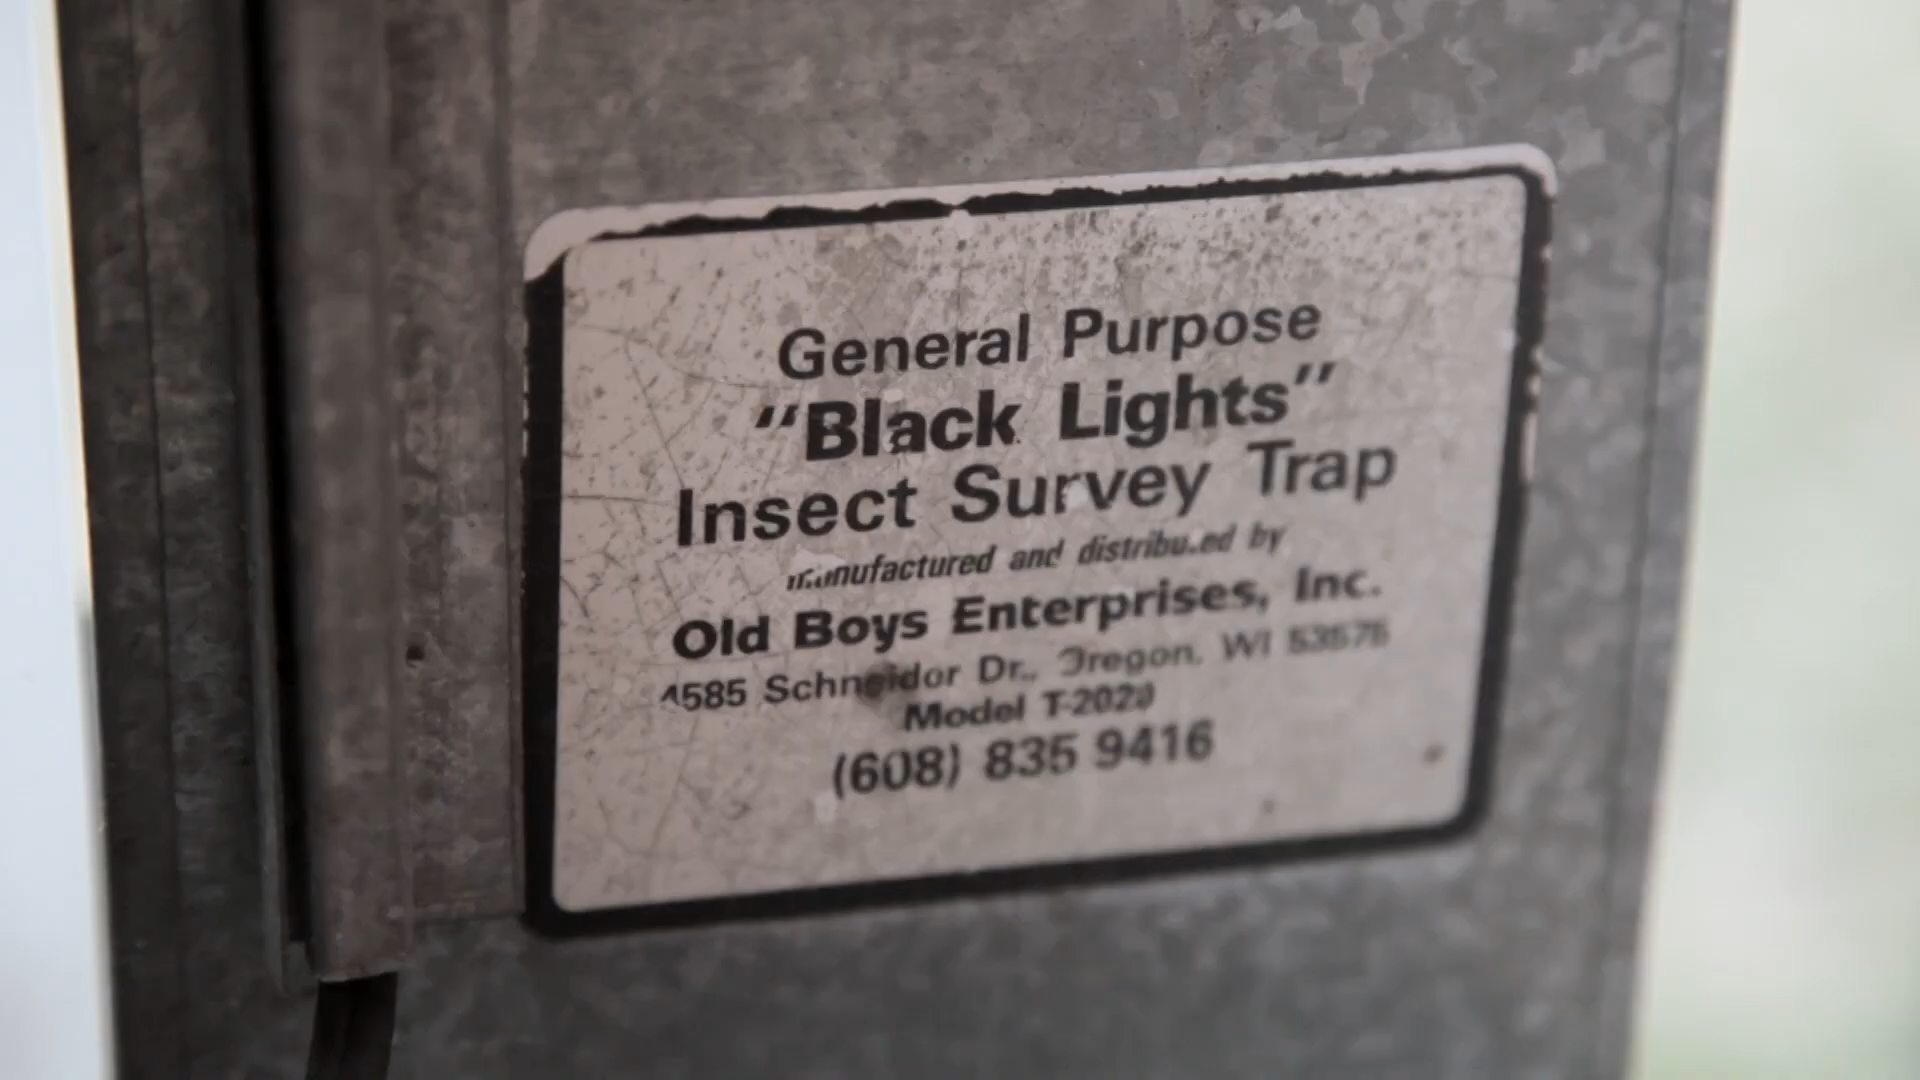 General Purpose
"Black Lights"
Insect Survey Trap
manufactured and distributed by
Old Boys Enterprises, Inc.
4585 Schneidor Dr., Oregon, WI 53575
Model T-2020
(608) 835 9416